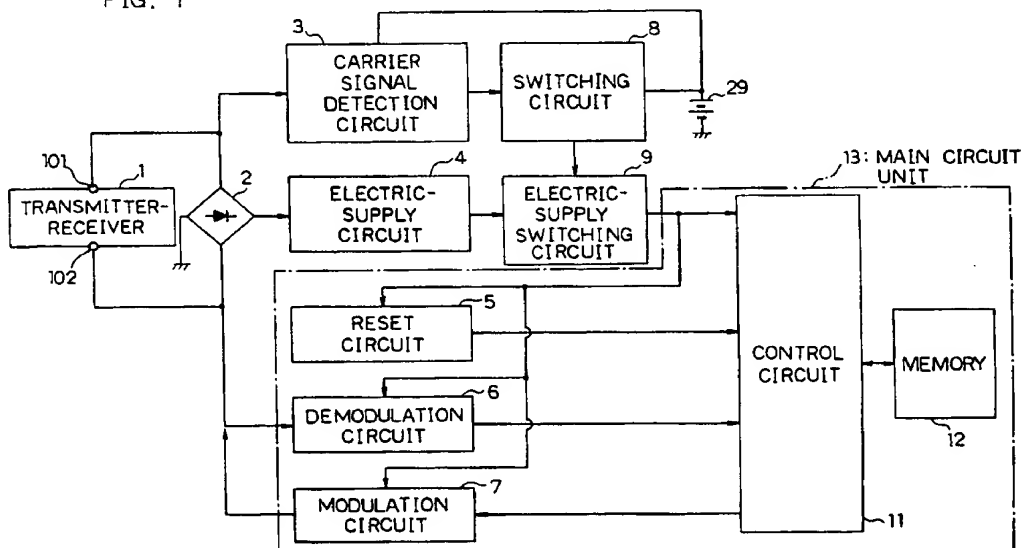 FIG. 1
3
CARRIER
SIGNAL
DETECTION
CIRCUIT
8
SWITCHING
CIRCUIT
29
101
1
TRANSMITTER-
RECEIVER
102
2
4
ELECTRIC-
SUPPLY
CIRCUIT
9
ELECTRIC-
SUPPLY
SWITCHING
CIRCUIT
13: MAIN CIRCUIT
UNIT
5
RESET
CIRCUIT
6
DEMODULATION
CIRCUIT
7
MODULATION
CIRCUIT
CONTROL
CIRCUIT
11
MEMORY
12